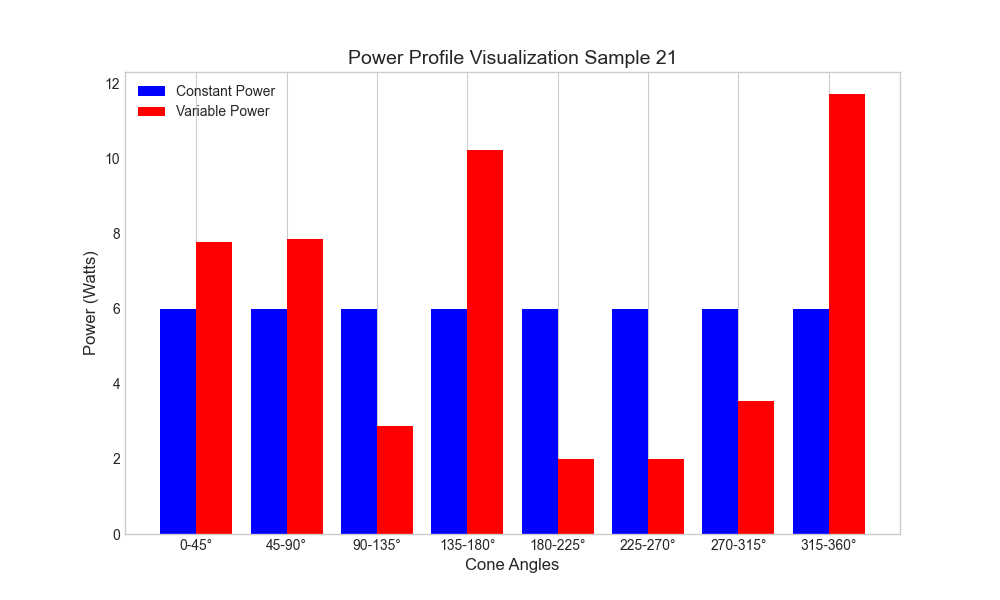 Power Profile Visualization Sample 21
Constant Power
Variable Power
Power (Watts)
12
10
8
6
4
2
0
0-45° 45-90° 90-135° 135-180° 180-225° 225-270° 270-315° 315-360°
Cone Angles